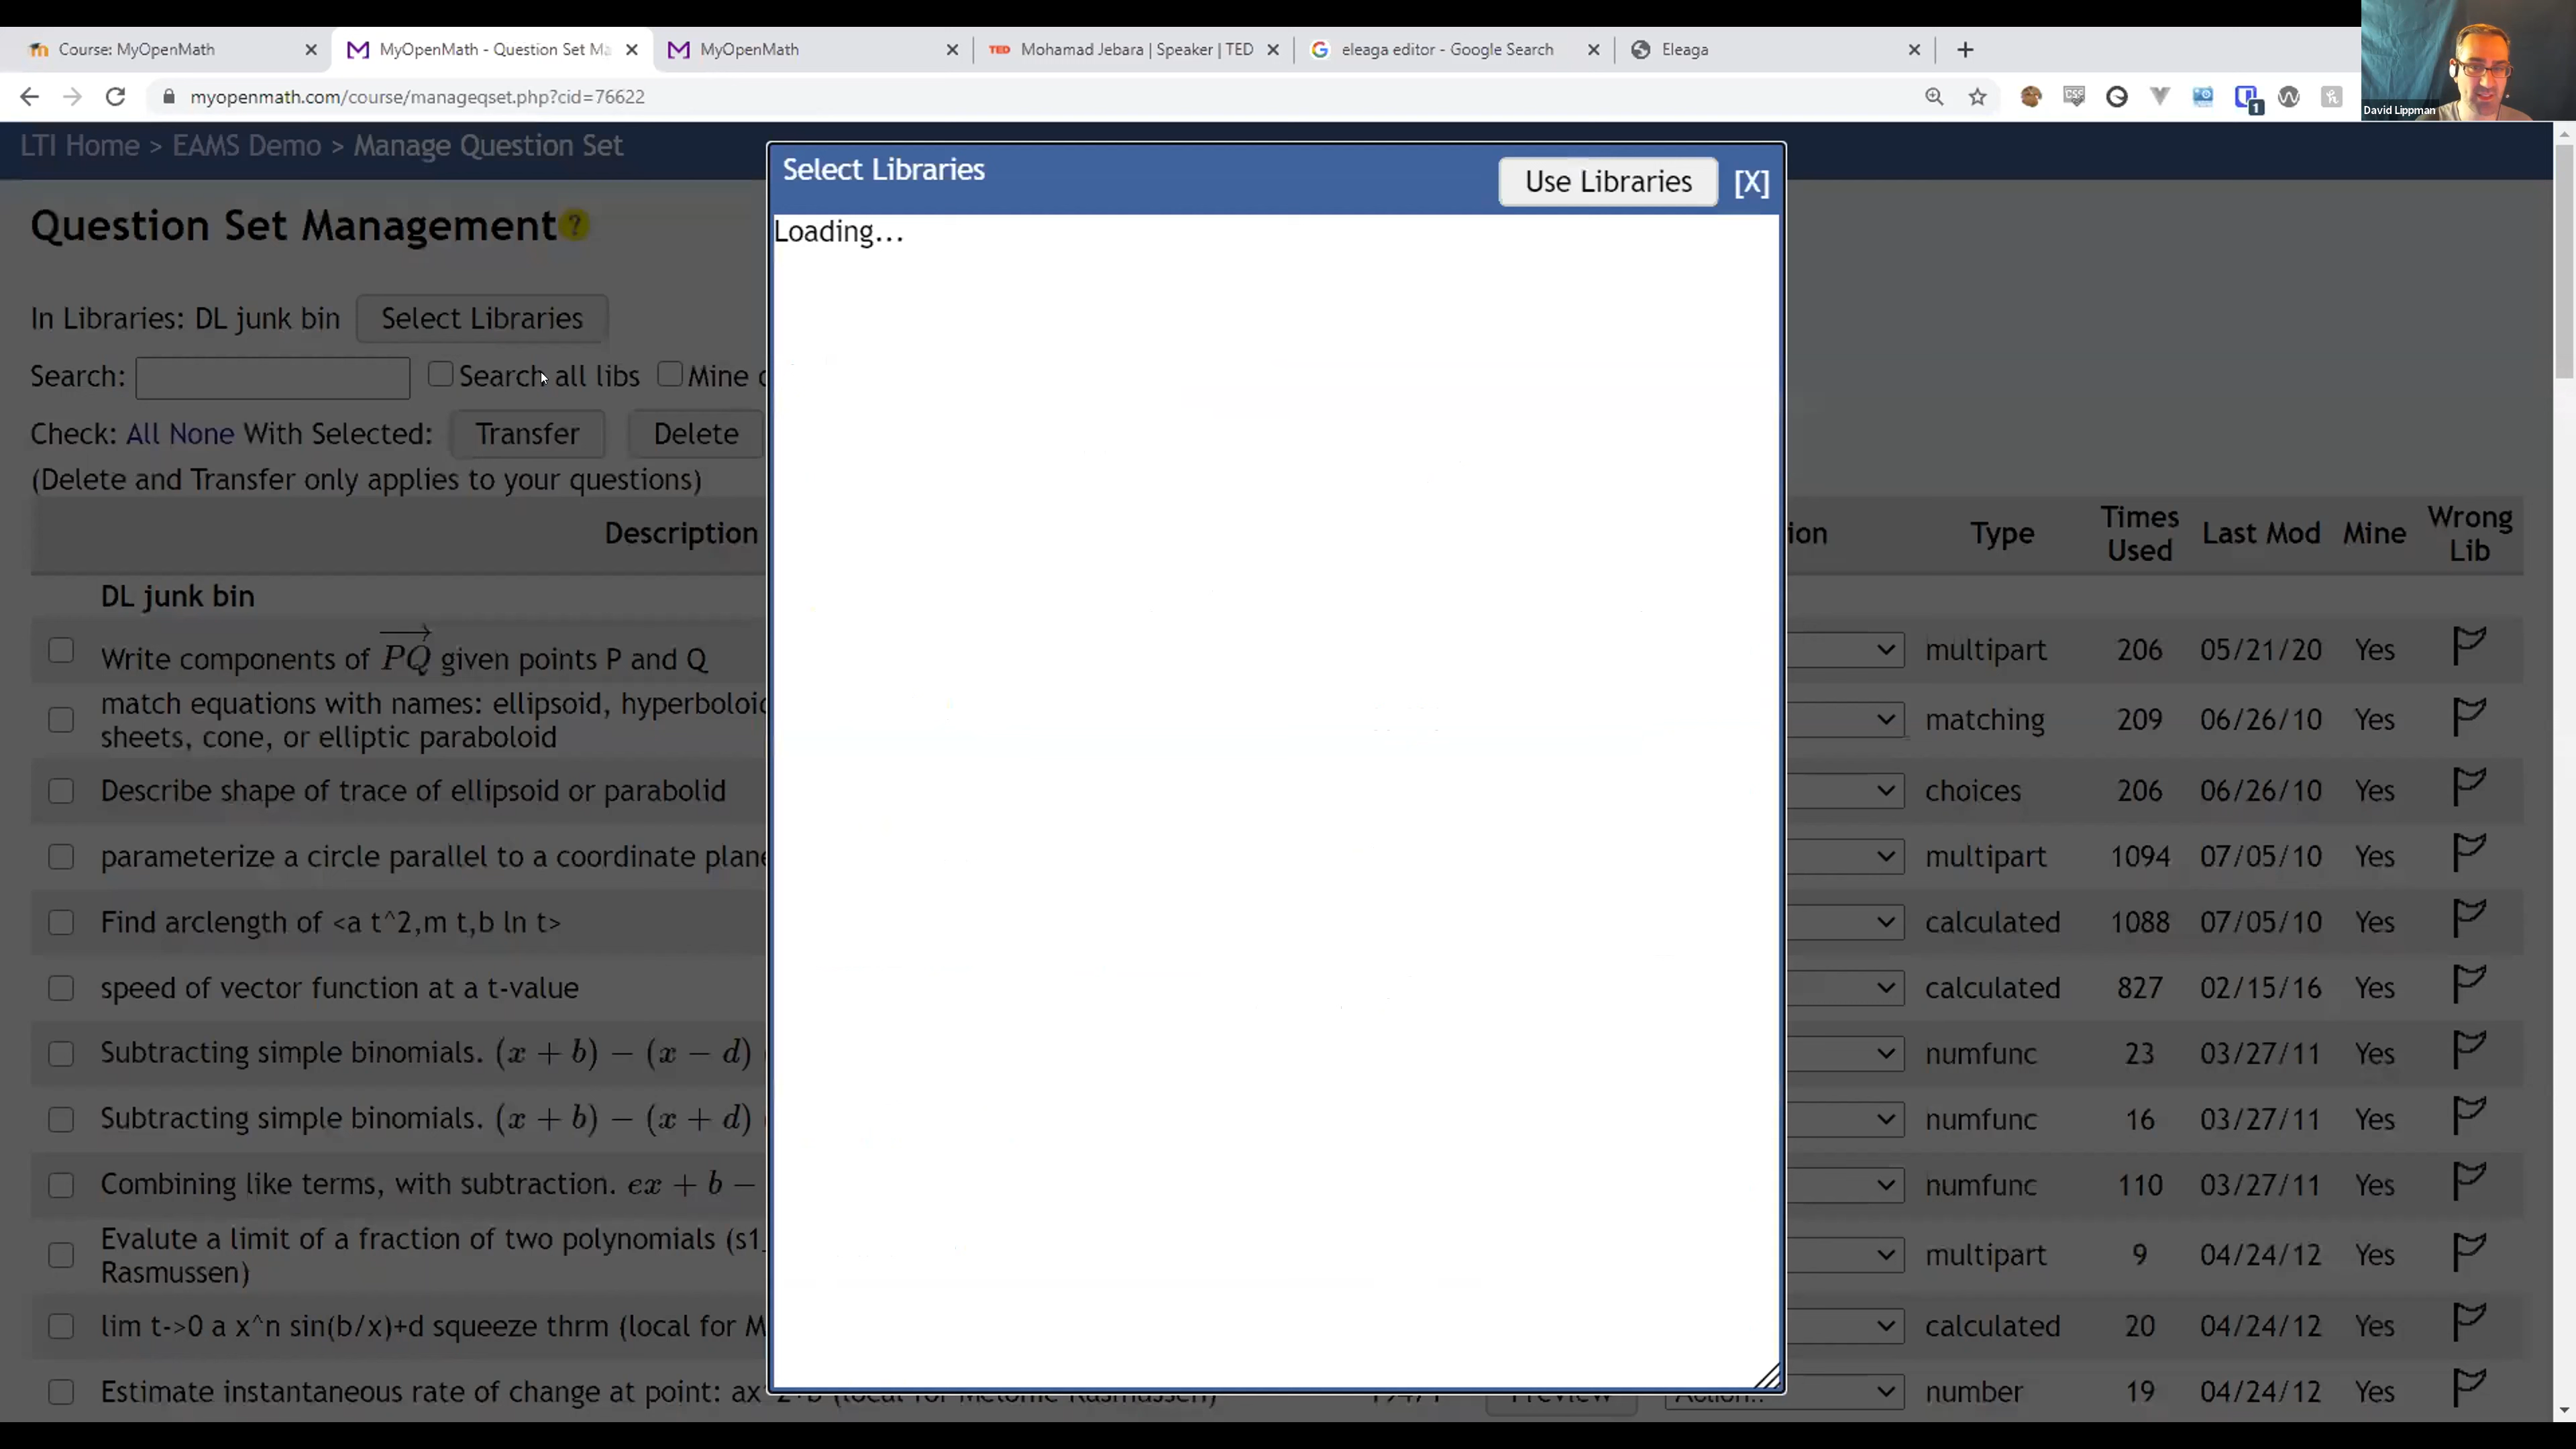 Course: MyOpenMath
MyOpenMath - Question Set Ma
MyOpenMath
Mohamad Jebara | Speaker | TED
eleaga editor - Google Search
Eleaga
myopenmath.com/course/manageqset.php?cid=76622
David Lippman
LTI Home > EAMS Demo > Manage Question Set
Select Libraries
Use Libraries
[X]
Loading...
Question Set Management ?
In Libraries: DL junk bin Select Libraries
Search: Search all libs Mine
Check: All None With Selected: Transfer Delete
(Delete and Transfer only applies to your questions)
Description ion Type Times Used Last Mod Mine Wrong Lib
DL junk bin
Write components of PQ given points P and Q multipart 206 05/21/20 Yes
match equations with names: ellipsoid, hyperboloid
sheets, cone, or elliptic paraboloid matching 209 06/26/10 Yes
Describe shape of trace of ellipsoid or parabolid choices 206 06/26/10 Yes
parameterize a circle parallel to a coordinate plane multipart 1094 07/05/10 Yes
Find arclength of <a t^2,m t,b ln t> calculated 1088 07/05/10 Yes
speed of vector function at a t-value calculated 827 02/15/16 Yes
Subtracting simple binomials. (x + b) − (x − d) numfunc 23 03/27/11 Yes
Subtracting simple binomials. (x + b) − (x + d) numfunc 16 03/27/11 Yes
Combining like terms, with subtraction. ex + b − numfunc 110 03/27/11 Yes
Evalute a limit of a fraction of two polynomials (s1_
Rasmussen) multipart 9 04/24/12 Yes
lim t->0 a x^n sin(b/x)+d squeeze thrm (local for M calculated 20 04/24/12 Yes
Estimate instantaneous rate of change at point: ax^2+b (local for Melonie Rasmussen) Preview Action.. number 19 04/24/12 Yes